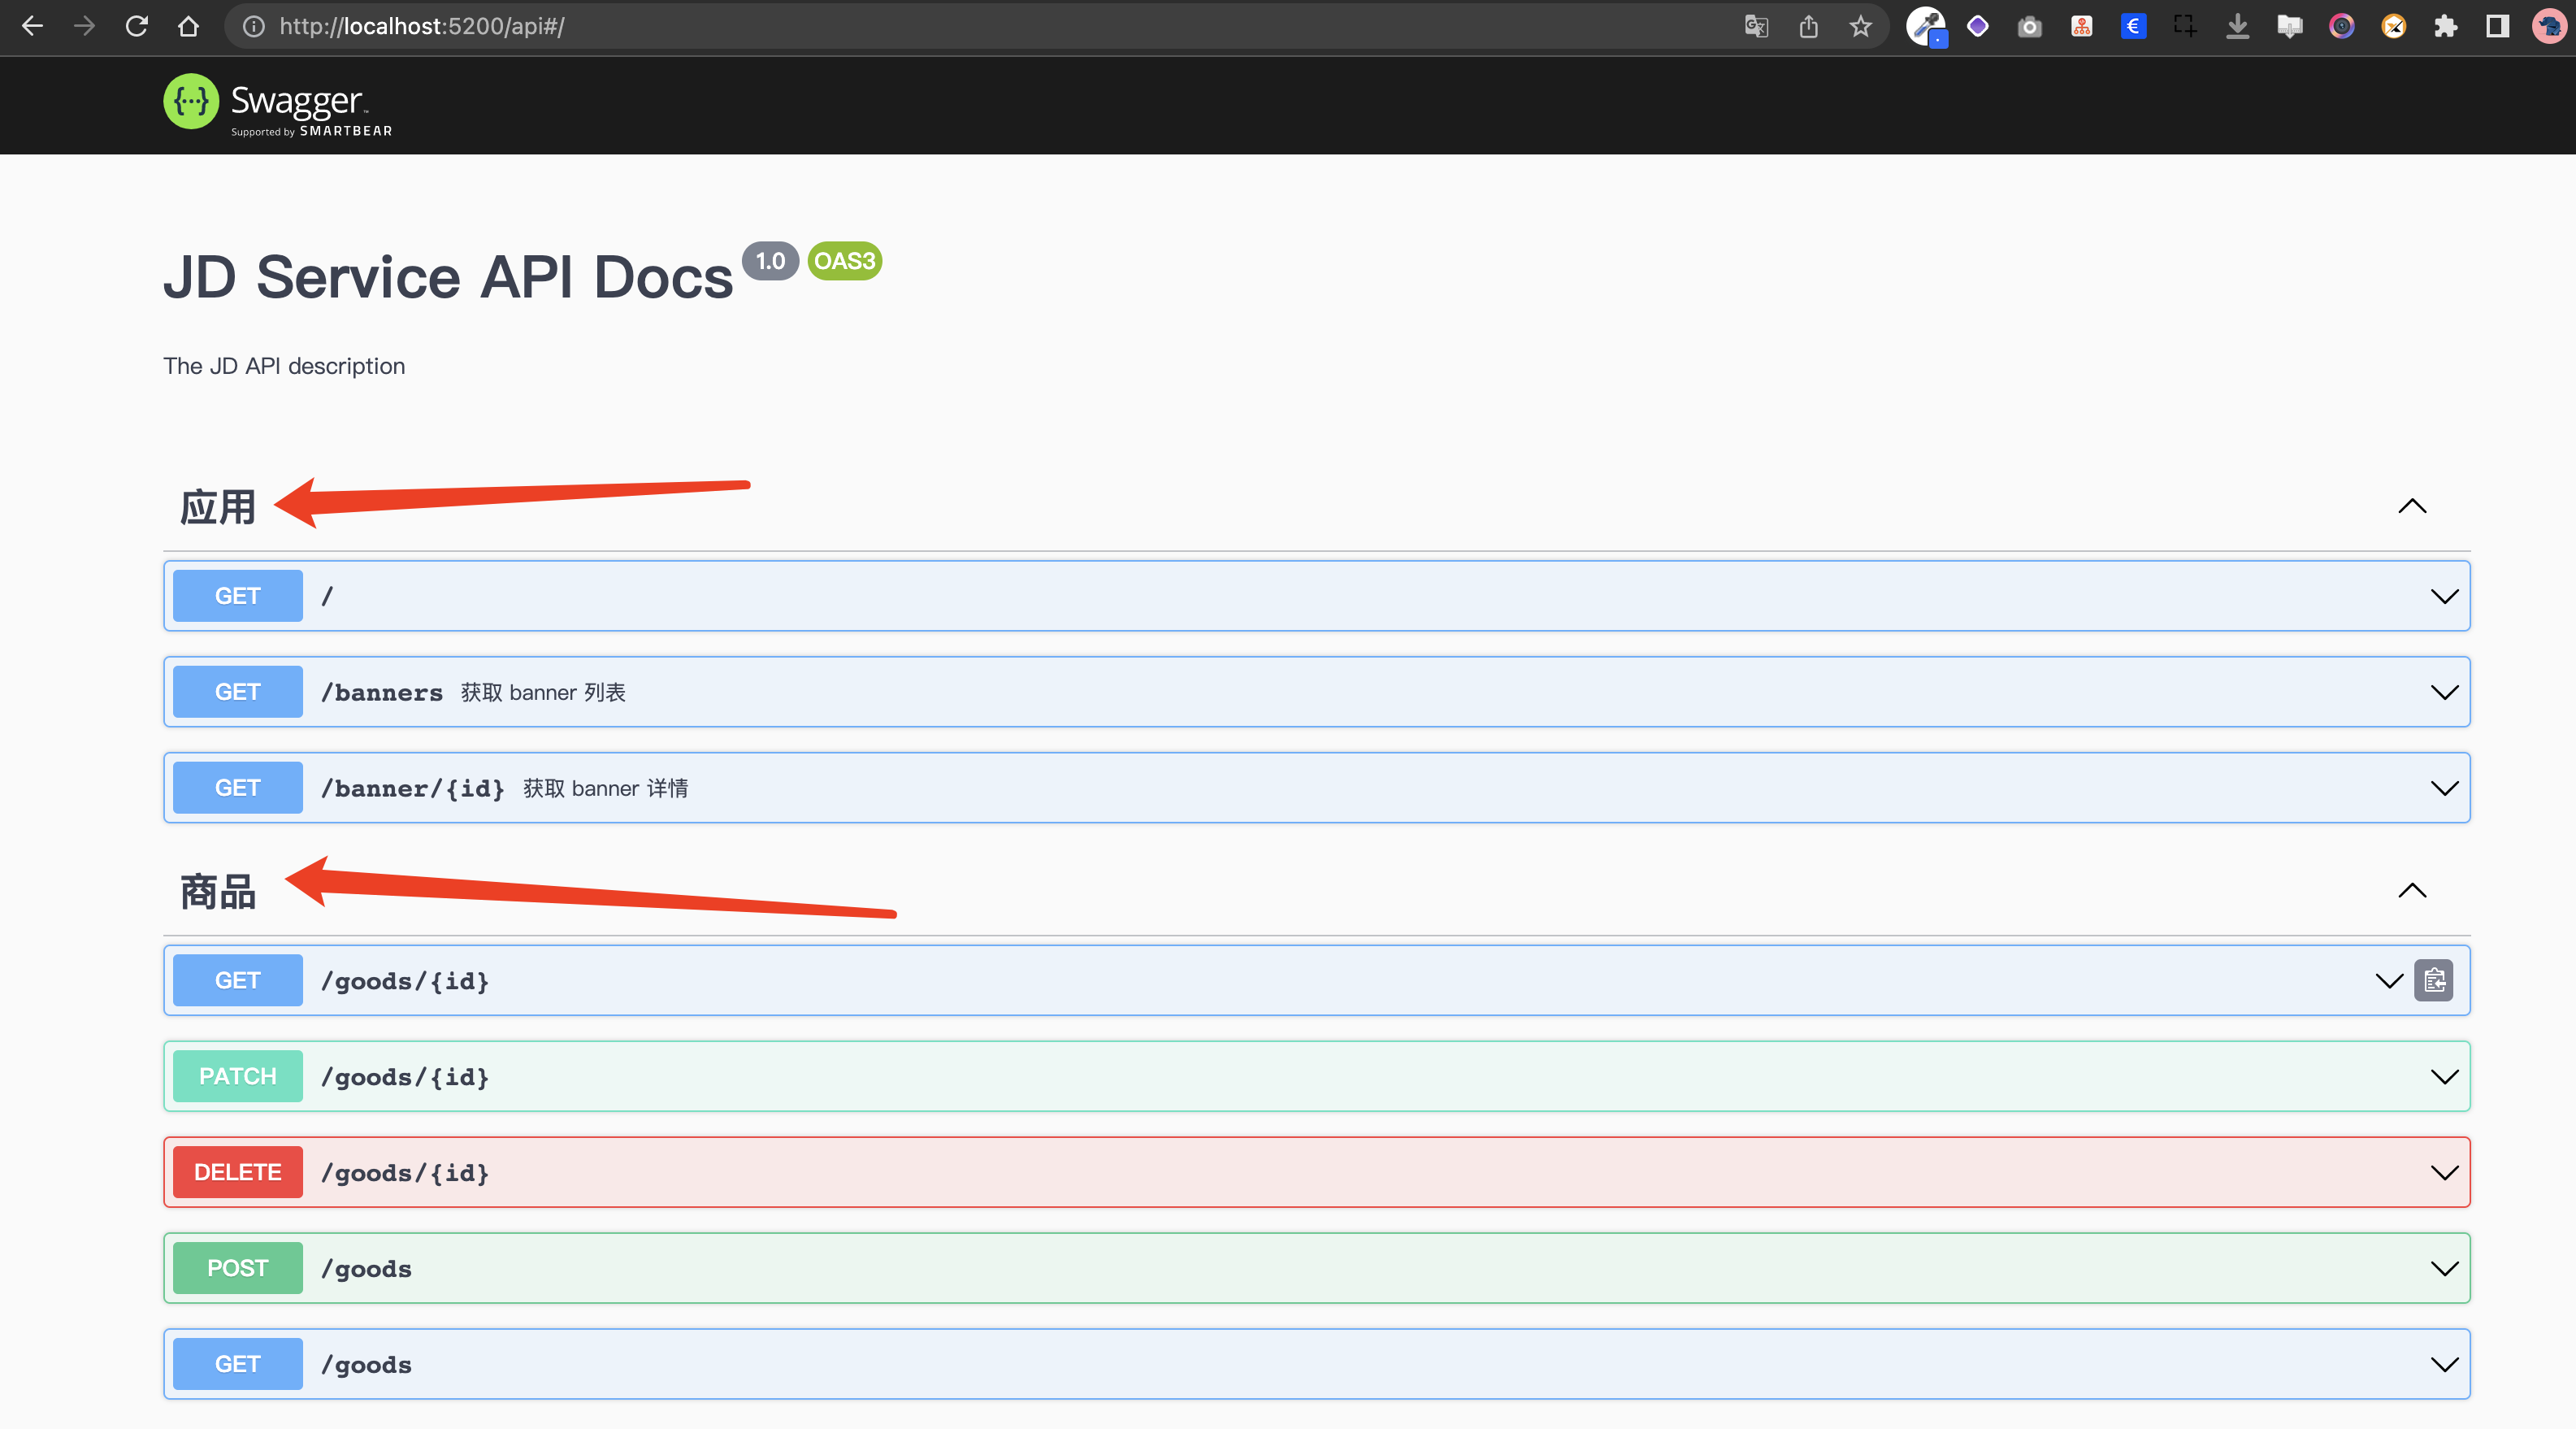 http://localhost:5200/api#/
Swagger
Supported by SMARTBEAR
JD Service API Docs 1.0 OAS3
The JD API description
应用
GET /
GET /banners 获取 banner 列表
GET /banner/{id} 获取 banner 详情
商品
GET /goods/{id}
PATCH /goods/{id}
DELETE /goods/{id}
POST /goods
GET /goods